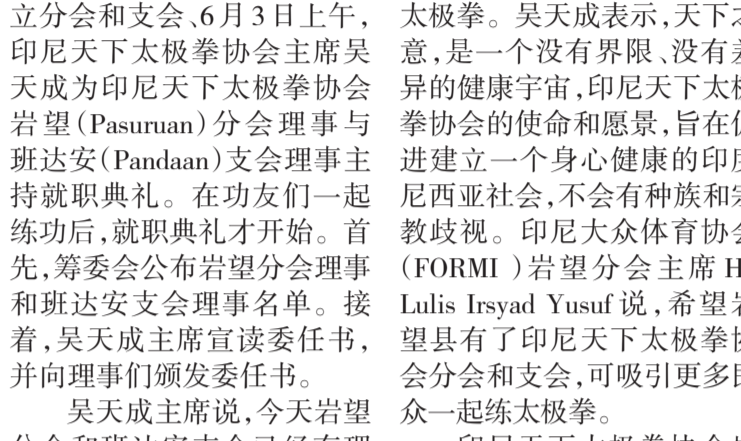 立分会和支会、6月3日上午，
印尼天下太极拳协会主席吴
天成为印尼天下太极拳协会
岩望（Pasuruan）分会理事与
班达安（Pandaan）支会理事主
持就职典礼。在功友们一起
练功后，就职典礼才开始。首
先，筹委会公布岩望分会理事
和班达安支会理事名单。接
着，吴天成主席宣读委任书，
并向理事们颁发委任书。
吴天成主席说，今天岩望
太极拳。吴天成表示，天下之
意，是一个没有界限、没有差
异的健康宇宙，印尼天下太极
拳协会的使命和愿景，旨在促
进建立一个身心健康的印度
尼西亚社会，不会有种族和宗
教歧视。印尼大众体育协会
（FORMI ）岩望分会主席 H
Lulis Irsyad Yusuf 说，希望岩
望县有了印尼天下太极拳协
会分会和支会，可吸引更多民
众一起练太极拳。